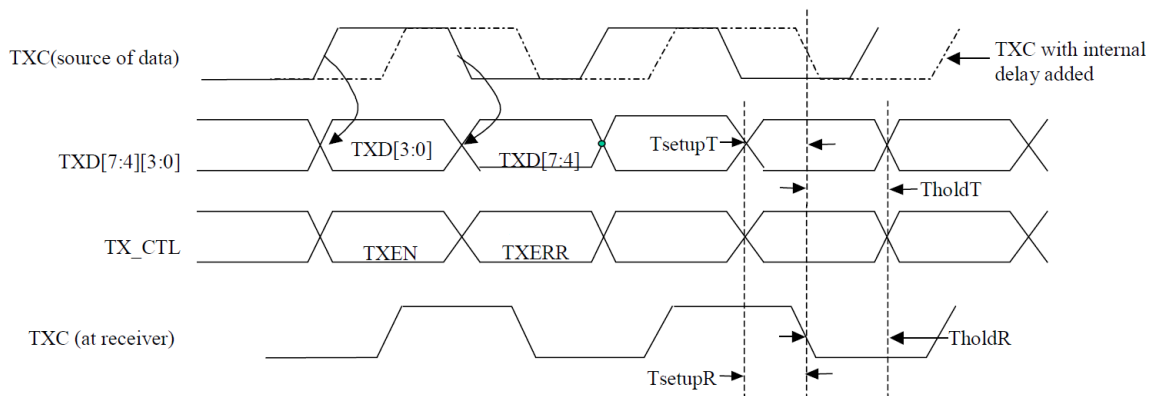 TXC(source of data)
TXC with internal
delay added
TXD[7:4][3:0]
TXD[3:0]
TXD[7:4]
TsetupT
TholdT
TX_CTL
TXEN
TXERR
TXC (at receiver)
TholdR
TsetupR